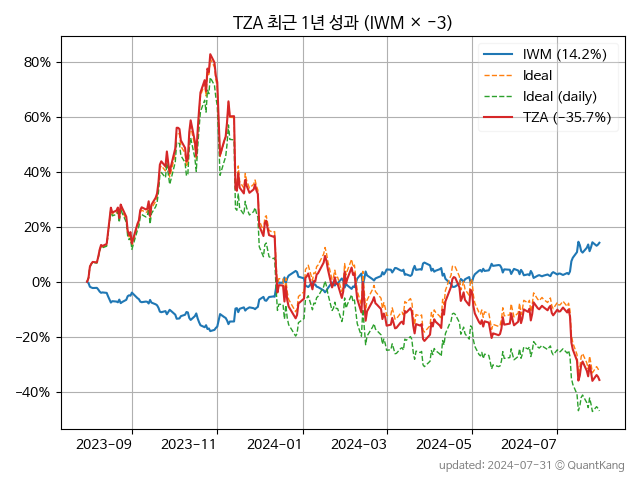 TZA 최근 1년 성과 (IWM × −3)
IWM (14.2%)
Ideal
Ideal (daily)
TZA (−35.7%)
80%
60%
40%
20%
0%
−20%
−40%
2023-09
2023-11
2024-01
2024-03
2024-05
2024-07
updated: 2024-07-31 © QuantKang